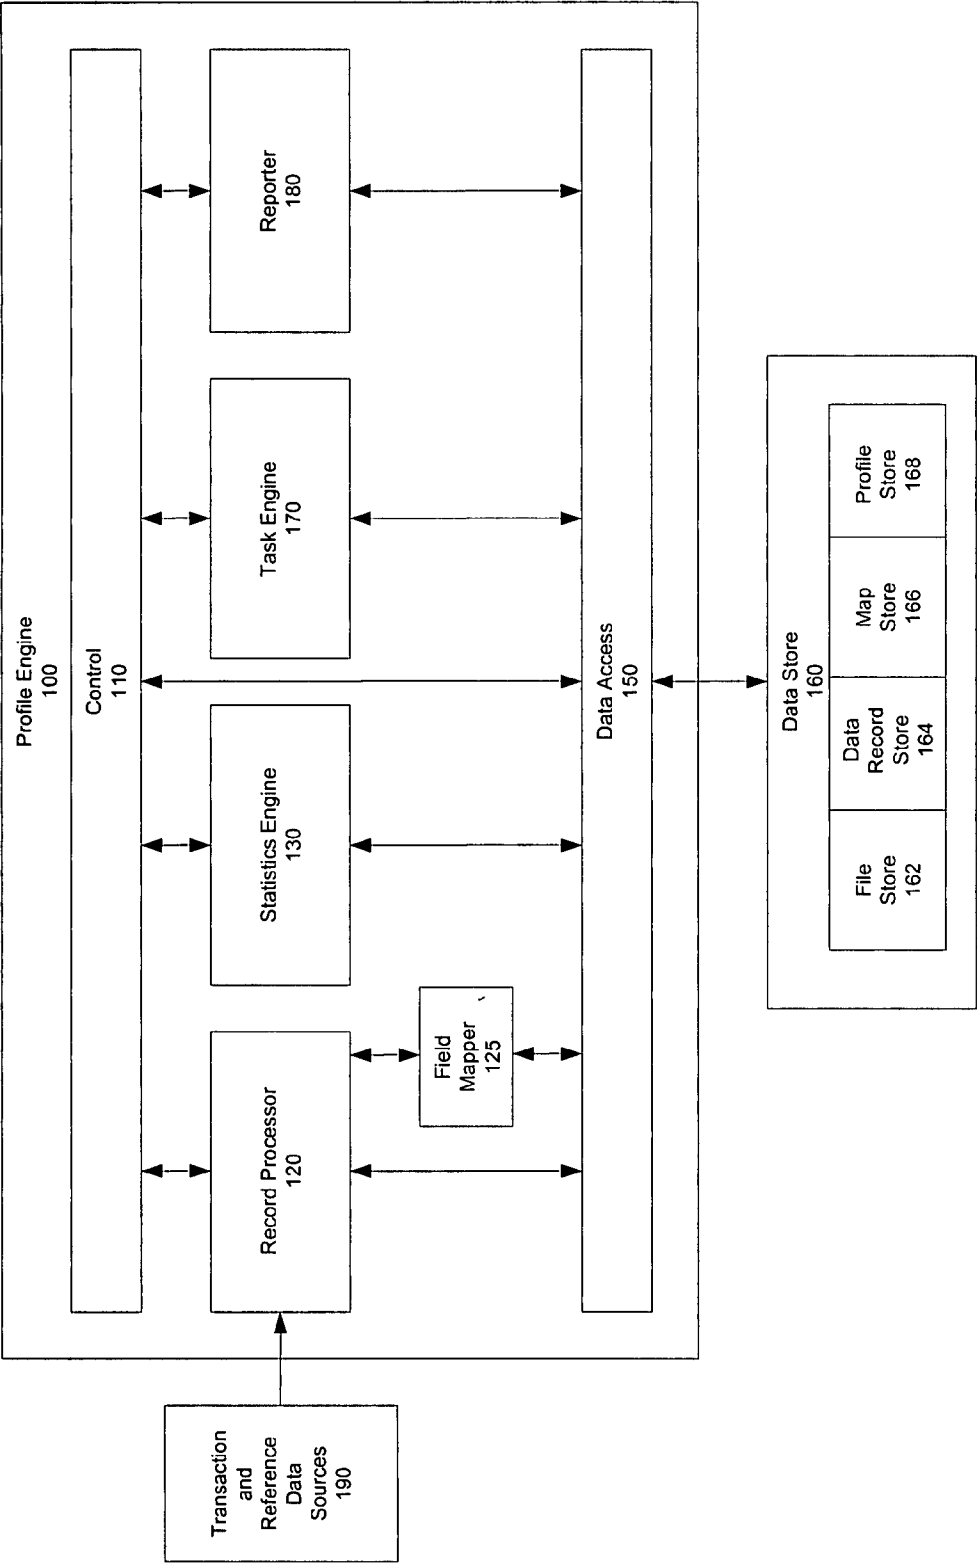 Profile Engine
100
Control
110
Transaction
and
Reference
Data
Sources
190
Record Processor
120
Field
Mapper
125
Statistics Engine
130
Task Engine
170
Reporter
180
Data Access
150
Data Store
160
File
Store
162
Data
Record
Store
164
Map
Store
166
Profile
Store
168